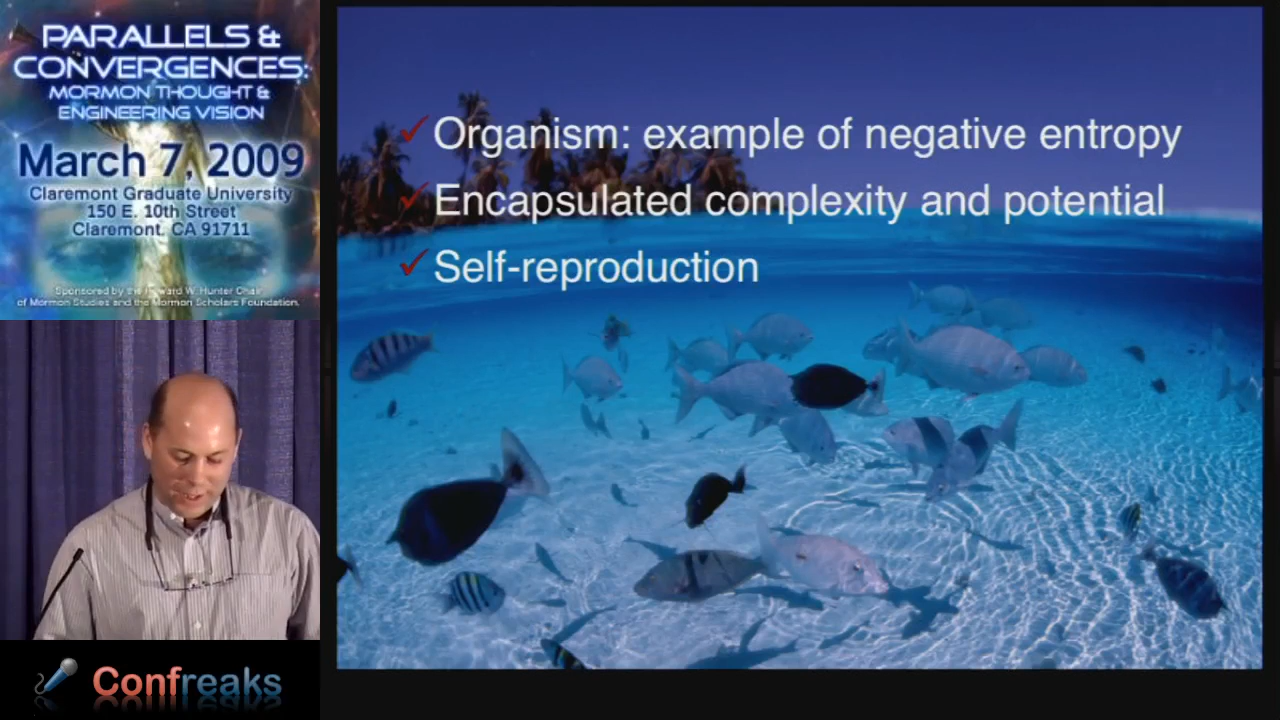 PARALLELS &
CONVERGENCES:
MORMON THOUGHT &
ENGINEERING VISION
March 7, 2009
Claremont Graduate University
150 E. 10th Street
Claremont, CA 91711
Sponsored by the Howard W. Hunter Chair
of Mormon Studies and the Mormon Scholars Foundation.
Confreaks
✓ Organism: example of negative entropy
✓ Encapsulated complexity and potential
✓ Self-reproduction